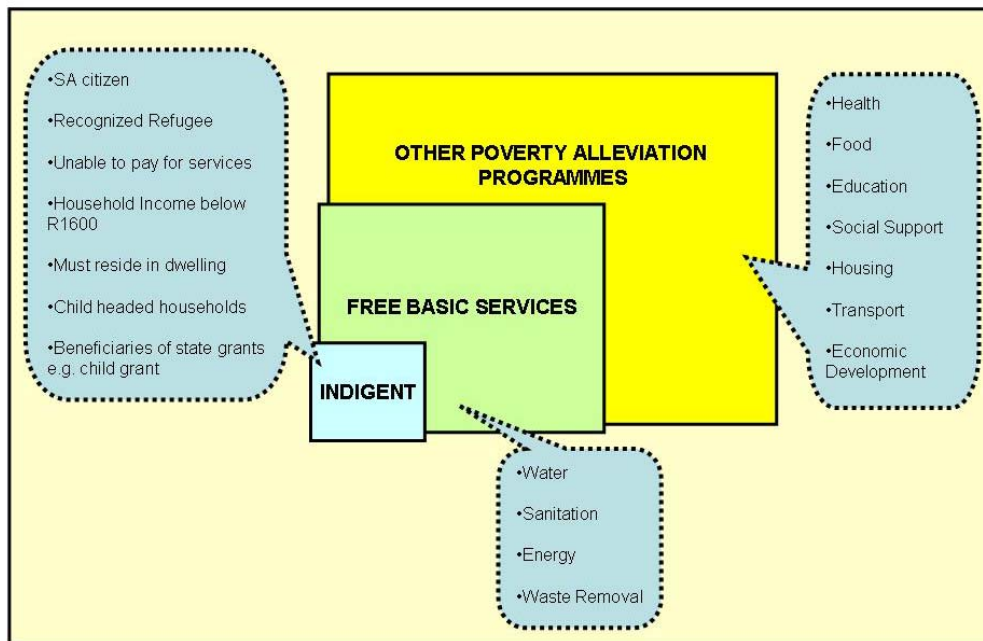 •SA citizen
•Recognized Refugee
•Unable to pay for services
•Household Income below
R1600
•Must reside in dwelling
•Child headed households
•Beneficiaries of state grants
e.g. child grant
OTHER POVERTY ALLEVIATION
PROGRAMMES
FREE BASIC SERVICES
INDIGENT
•Health
•Food
•Education
•Social Support
•Housing
•Transport
•Economic
Development
•Water
•Sanitation
•Energy
•Waste Removal